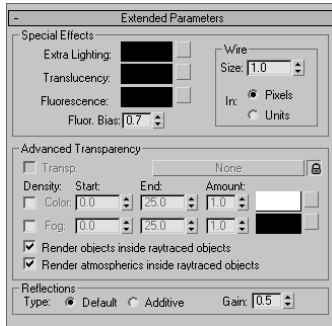 - Extended Parameters
Special Effects
Extra Lighting:
Translucency:
Fluorescence:
Fluor. Bias: 0.7
Wire
Size: 1.0
In: Pixels
Units
Advanced Transparency
Transp. None
Density: Start: End: Amount:
Color: 0.0 25.0 1.0
Fog: 0.0 25.0 1.0
Render objects inside raytraced objects
Render atmospherics inside raytraced objects
Reflections
Type: Default Additive Gain: 0.5